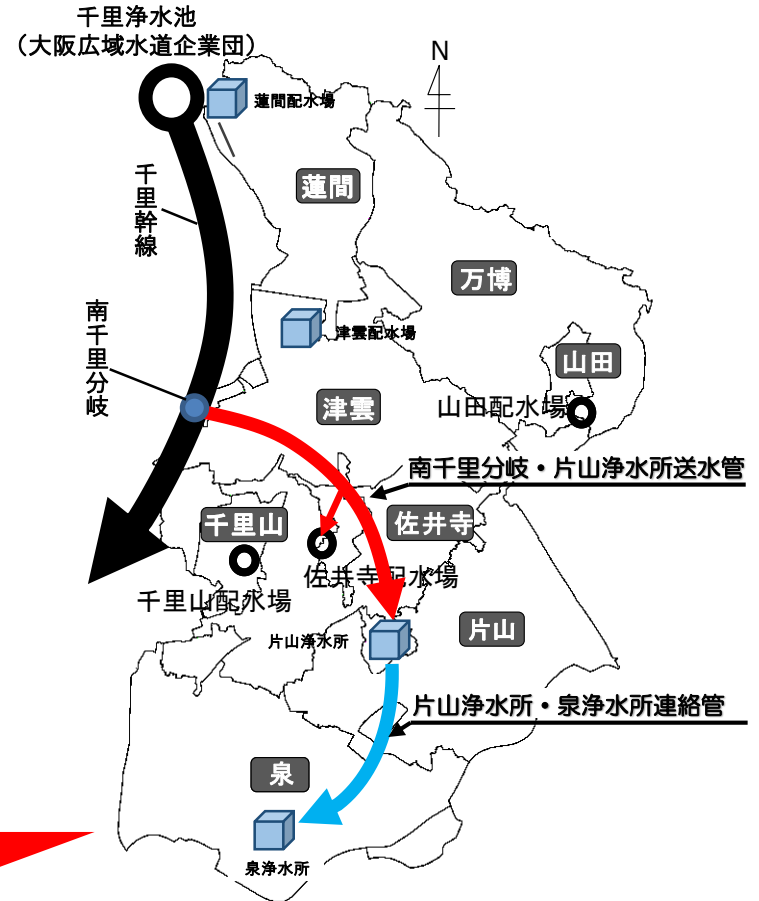 千里浄水池
（大阪広域水道企業団）
N
蓮間配水場
千里幹線
蓮間
万博
南千里分岐
津雲配水場
山田
津雲
山田配水場
南千里分岐・片山浄水所送水管
千里山
佐井寺
佐井寺配水場
千里山配水場
片山浄水所
片山
片山浄水所・泉浄水所連絡管
泉
泉浄水所